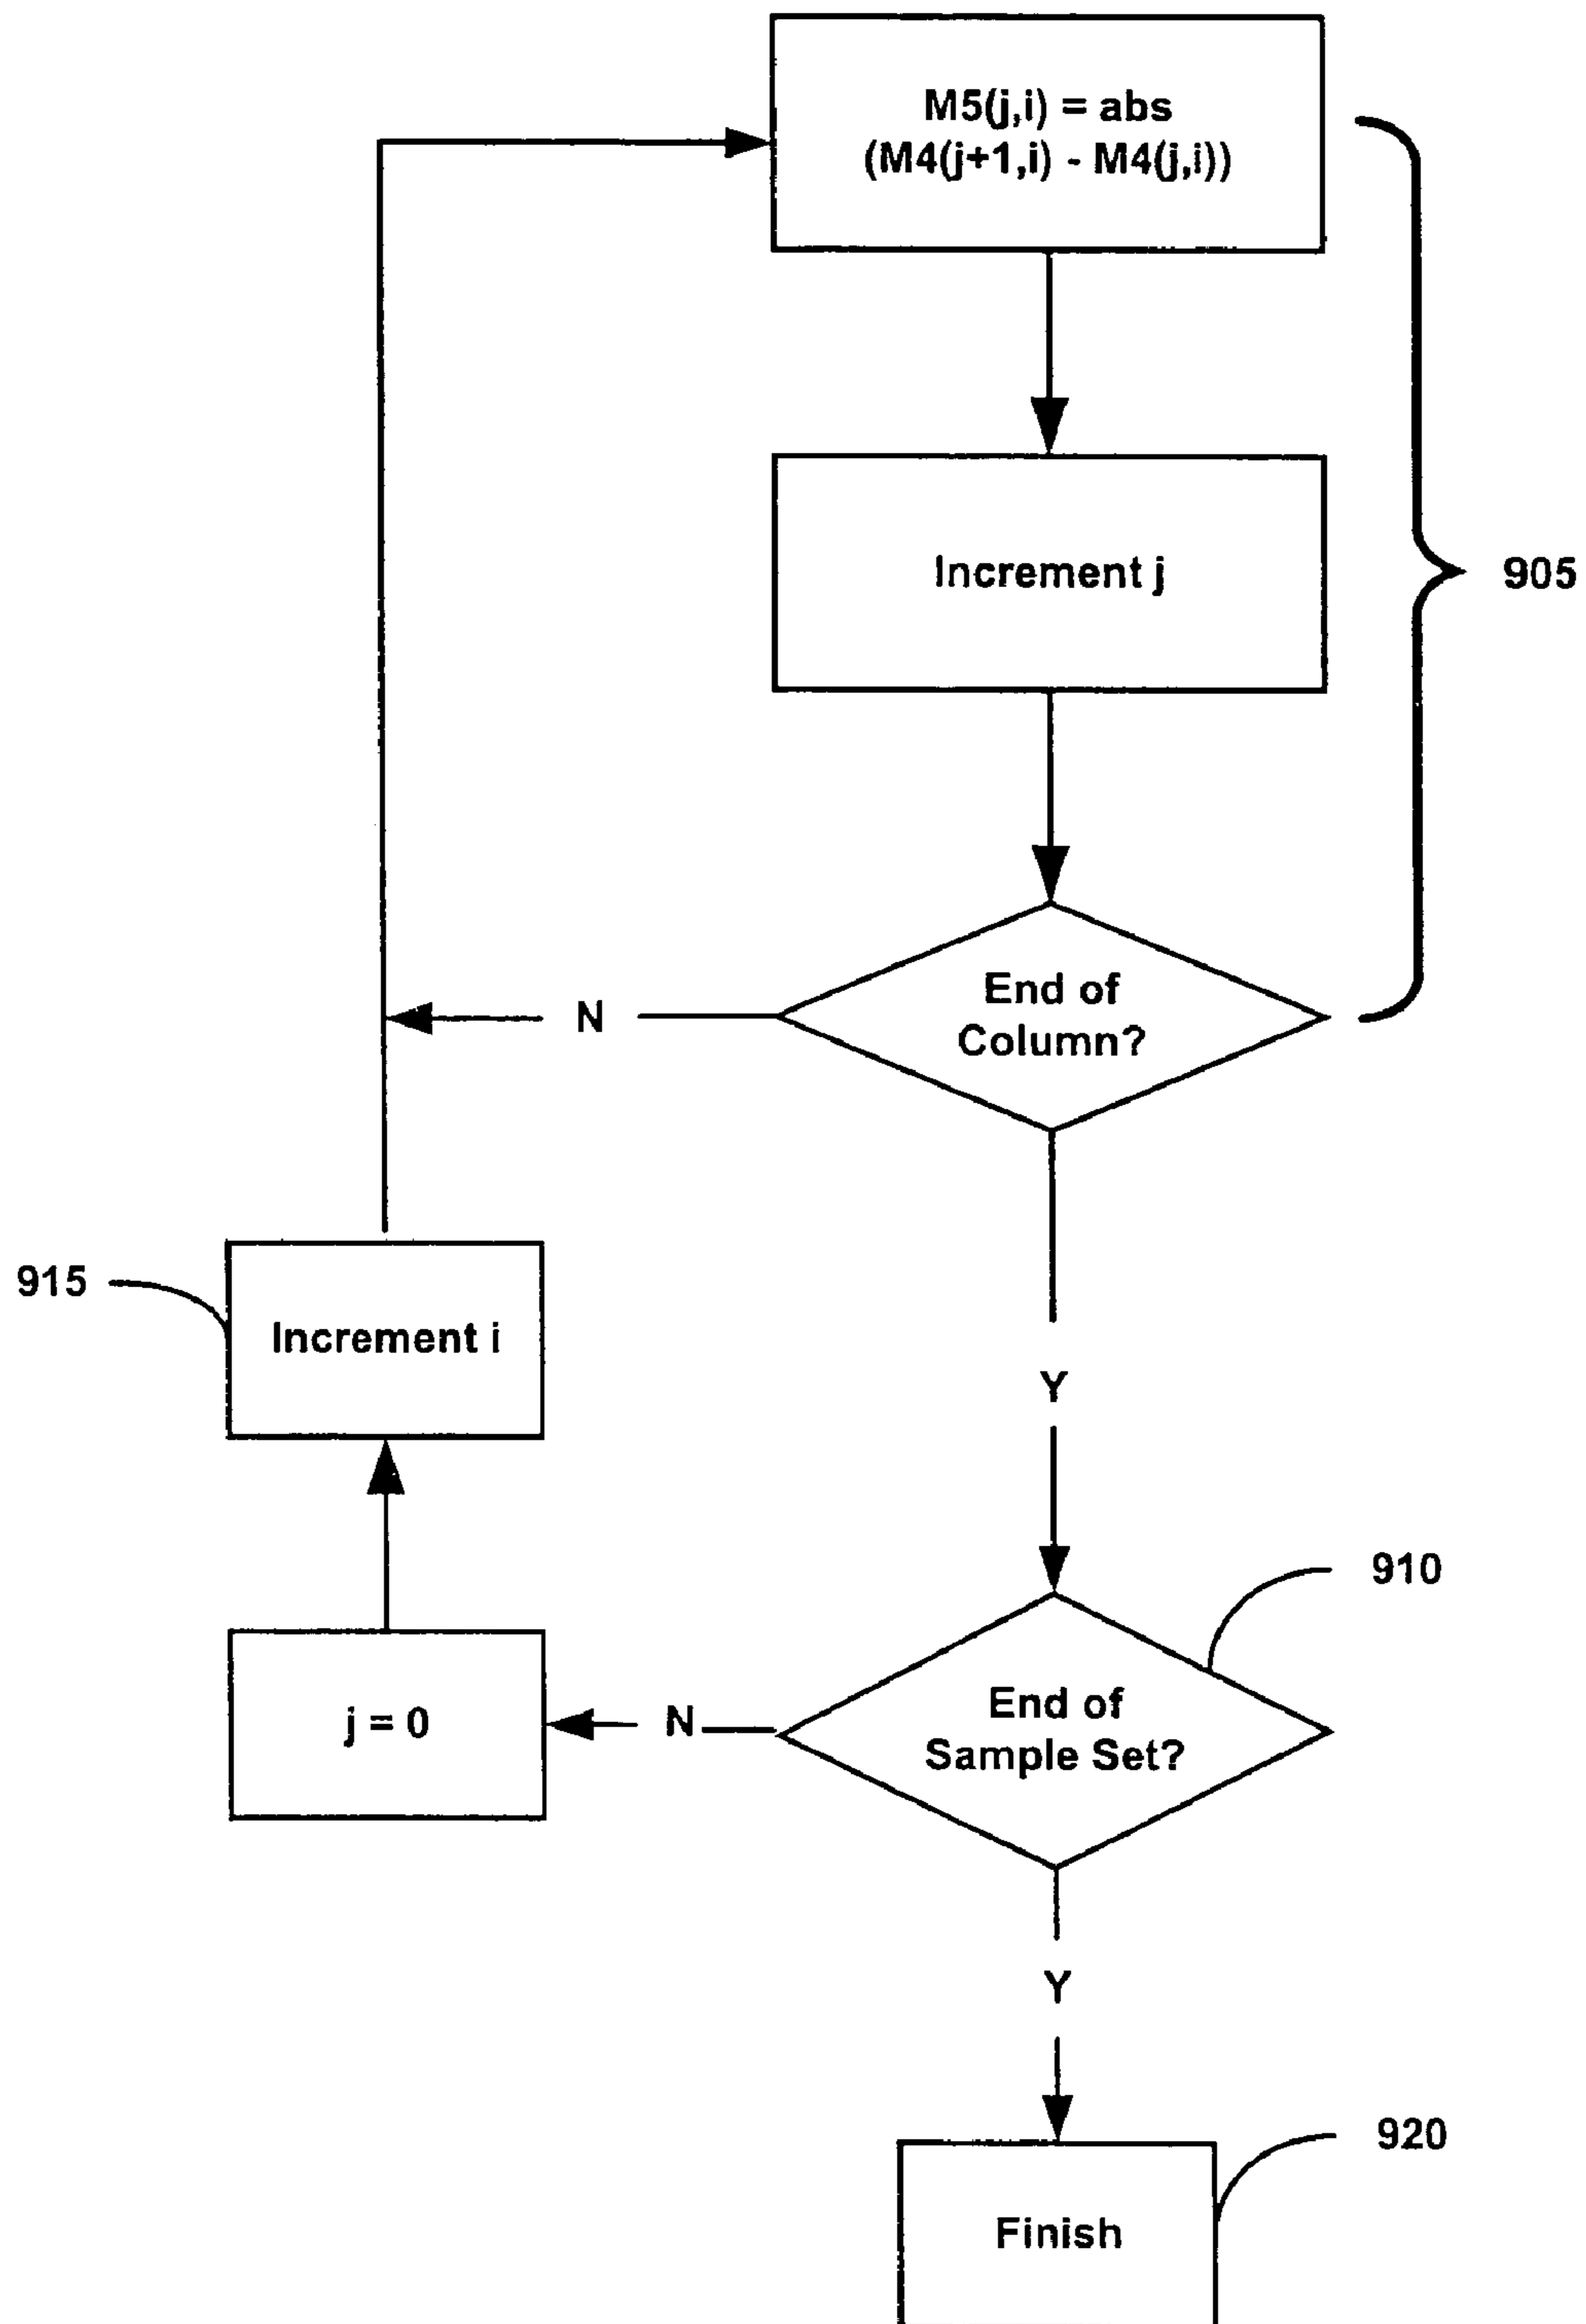 M5(j,i) = abs
(M4(j+1,i) - M4(j,i))
Increment j
905
End of
Column?
N
Y
915
Increment i
910
End of
Sample Set?
N
j = 0
Y
920
Finish